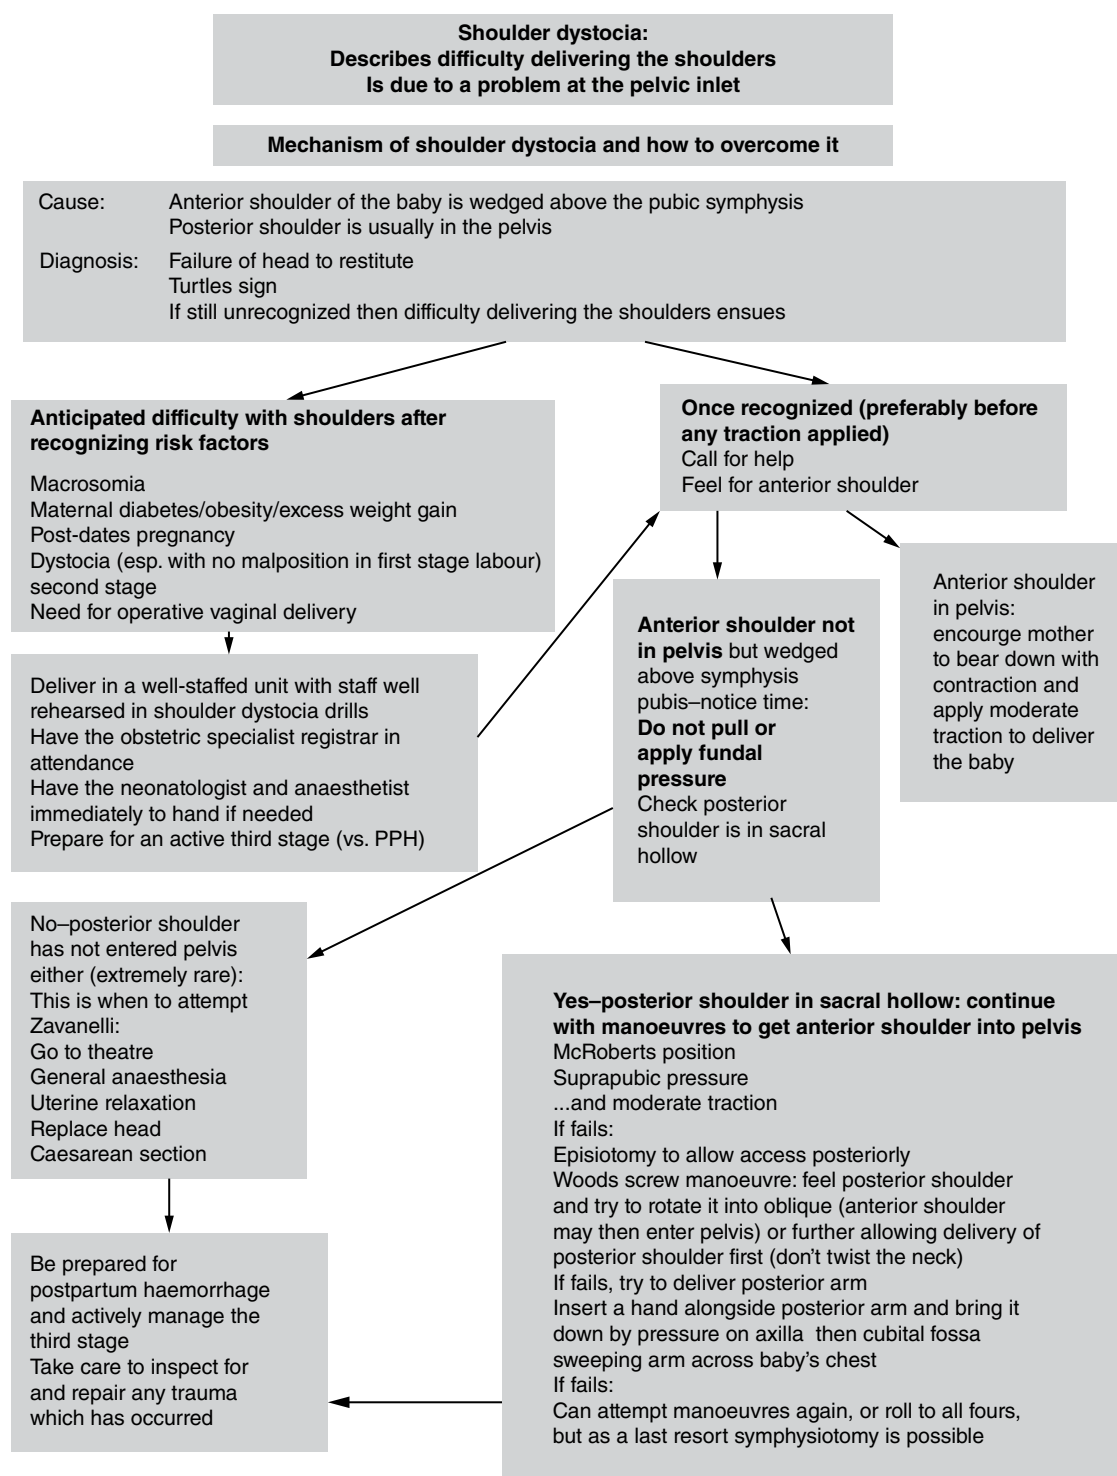 Shoulder dystocia:
Describes difficulty delivering the shoulders
Is due to a problem at the pelvic inlet
Mechanism of shoulder dystocia and how to overcome it
Cause: Anterior shoulder of the baby is wedged above the pubic symphysis
Posterior shoulder is usually in the pelvis
Diagnosis: Failure of head to restitute
Turtles sign
If still unrecognized then difficulty delivering the shoulders ensues
Anticipated difficulty with shoulders after
recognizing risk factors
Macrosomia
Maternal diabetes/obesity/excess weight gain
Post-dates pregnancy
Dystocia (esp. with no malposition in first stage labour)
second stage
Need for operative vaginal delivery
Deliver in a well-staffed unit with staff well
rehearsed in shoulder dystocia drills
Have the obstetric specialist registrar in
attendance
Have the neonatologist and anaesthetist
immediately to hand if needed
Prepare for an active third stage (vs. PPH)
Once recognized (preferably before
any traction applied)
Call for help
Feel for anterior shoulder
Anterior shoulder not
in pelvis but wedged
above symphysis
pubis–notice time:
Do not pull or
apply fundal
pressure
Check posterior
shoulder is in sacral
hollow
Anterior shoulder
in pelvis:
encourge mother
to bear down with
contraction and
apply moderate
traction to deliver
the baby
No–posterior shoulder
has not entered pelvis
either (extremely rare):
This is when to attempt
Zavanelli:
Go to theatre
General anaesthesia
Uterine relaxation
Replace head
Caesarean section
Yes–posterior shoulder in sacral hollow: continue
with manoeuvres to get anterior shoulder into pelvis
McRoberts position
Suprapubic pressure
...and moderate traction
If fails:
Episiotomy to allow access posteriorly
Woods screw manoeuvre: feel posterior shoulder
and try to rotate it into oblique (anterior shoulder
may then enter pelvis) or further allowing delivery of
posterior shoulder first (don't twist the neck)
If fails, try to deliver posterior arm
Insert a hand alongside posterior arm and bring it
down by pressure on axilla then cubital fossa
sweeping arm across baby's chest
If fails:
Can attempt manoeuvres again, or roll to all fours,
but as a last resort symphysiotomy is possible
Be prepared for
postpartum haemorrhage
and actively manage the
third stage
Take care to inspect for
and repair any trauma
which has occurred